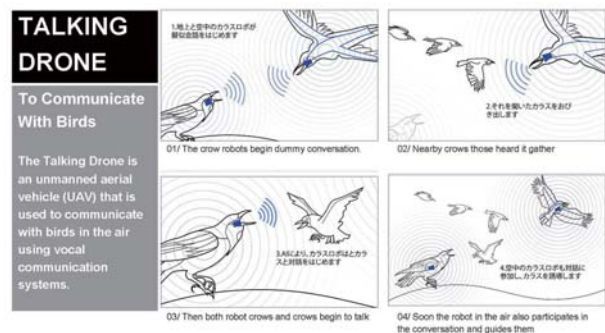 TALKING
DRONE
To Communicate
With Birds
The Talking Drone is
an unmanned aerial
vehicle (UAV) that is
used to communicate
with birds in the air
using vocal
communication
systems.
1.地上と空中のカラスロボが
擬似会話をはじめます
01/ The crow robots begin dummy conversation.
2.それを聞いたカラスをおび
き出します
02/ Nearby crows those heard it gather
3.AIにより、カラスロボはとカラ
スと対話をはじめます
03/ Then both robot crows and crows begin to talk
4.空中のカラスロボも対話に
参加し、カラスを誘導します
04/ Soon the robot in the air also participates in
the conversation and guides them